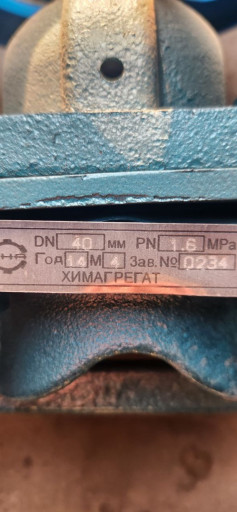 DN 40 мм PN 1.6 MPa
Год 14 М 4 Зав.№ 0234
ХИМАГРЕГАТ